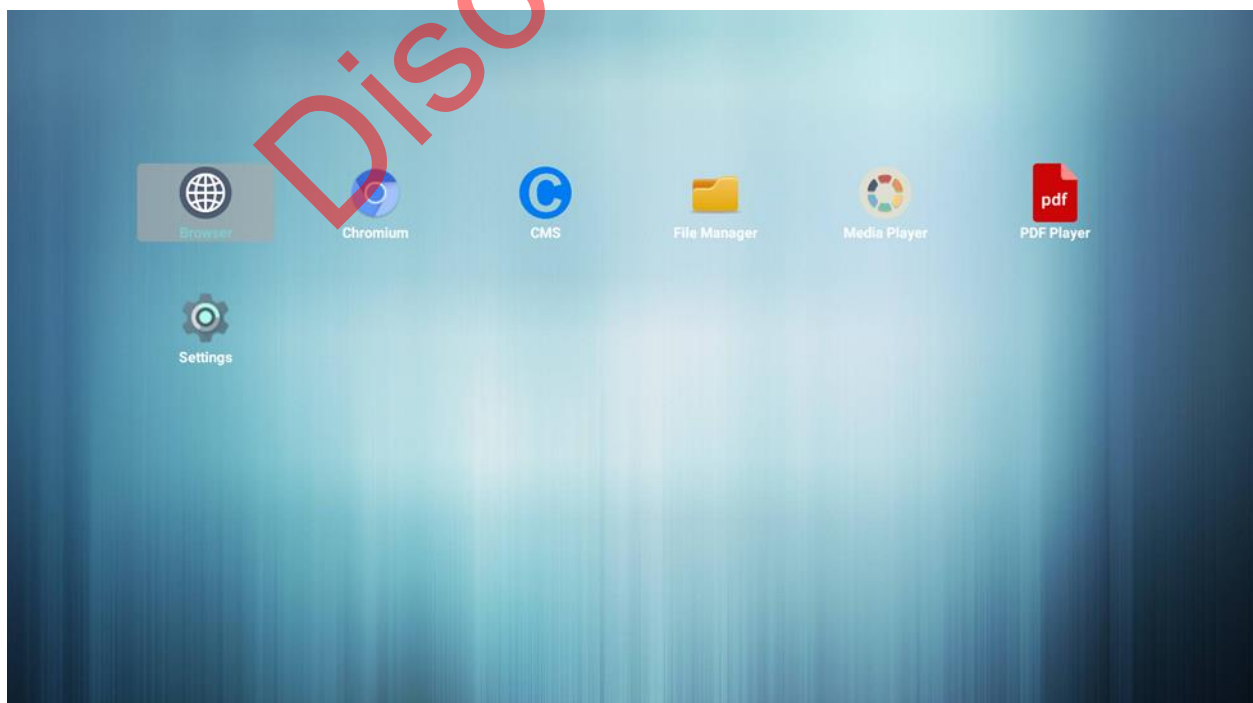 Diso
Browser
Chromium
C
CMS
File Manager
Media Player
pdf
PDF Player
Settings